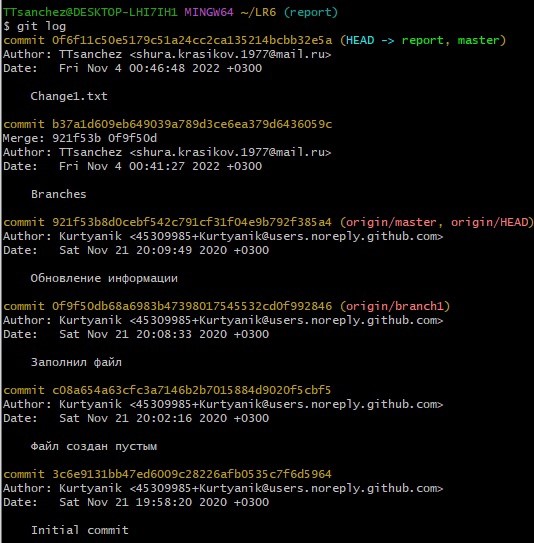 TTsanchez@DESKTOP-LHI7IH1 MINGW64 ~/LR6 (report)
$ git log
commit 0f6f11c50e5179c51a24cc2ca135214bcbb32e5a (HEAD -> report, master)
Author: TTsanchez <shura.krasikov.1977@mail.ru>
Date:   Fri Nov 4 00:46:48 2022 +0300

    Change1.txt

commit b37a1d609eb649039a789d3ce6ea379d6436059c
Merge: 921f53b 0f9f50d
Author: TTsanchez <shura.krasikov.1977@mail.ru>
Date:   Fri Nov 4 00:41:27 2022 +0300

    Branches

commit 921f53b8d0cebf542c791cf31f04e9b792f385a4 (origin/master, origin/HEAD)
Author: Kurtyanik <45309985+Kurtyanik@users.noreply.github.com>
Date:   Sat Nov 21 20:09:49 2020 +0300

    Обновление информации

commit 0f9f50db68a6983b47398017545532cd0f992846 (origin/branch1)
Author: Kurtyanik <45309985+Kurtyanik@users.noreply.github.com>
Date:   Sat Nov 21 20:08:33 2020 +0300

    Заполнил файл

commit c08a654a63cfc3a7146b2b7015884d9020f5cbf5
Author: Kurtyanik <45309985+Kurtyanik@users.noreply.github.com>
Date:   Sat Nov 21 20:02:16 2020 +0300

    Файл создан пустым

commit 3c6e9131bb47ed6009c28226afb0535c7f6d5964
Author: Kurtyanik <45309985+Kurtyanik@users.noreply.github.com>
Date:   Sat Nov 21 19:58:20 2020 +0300

    Initial commit